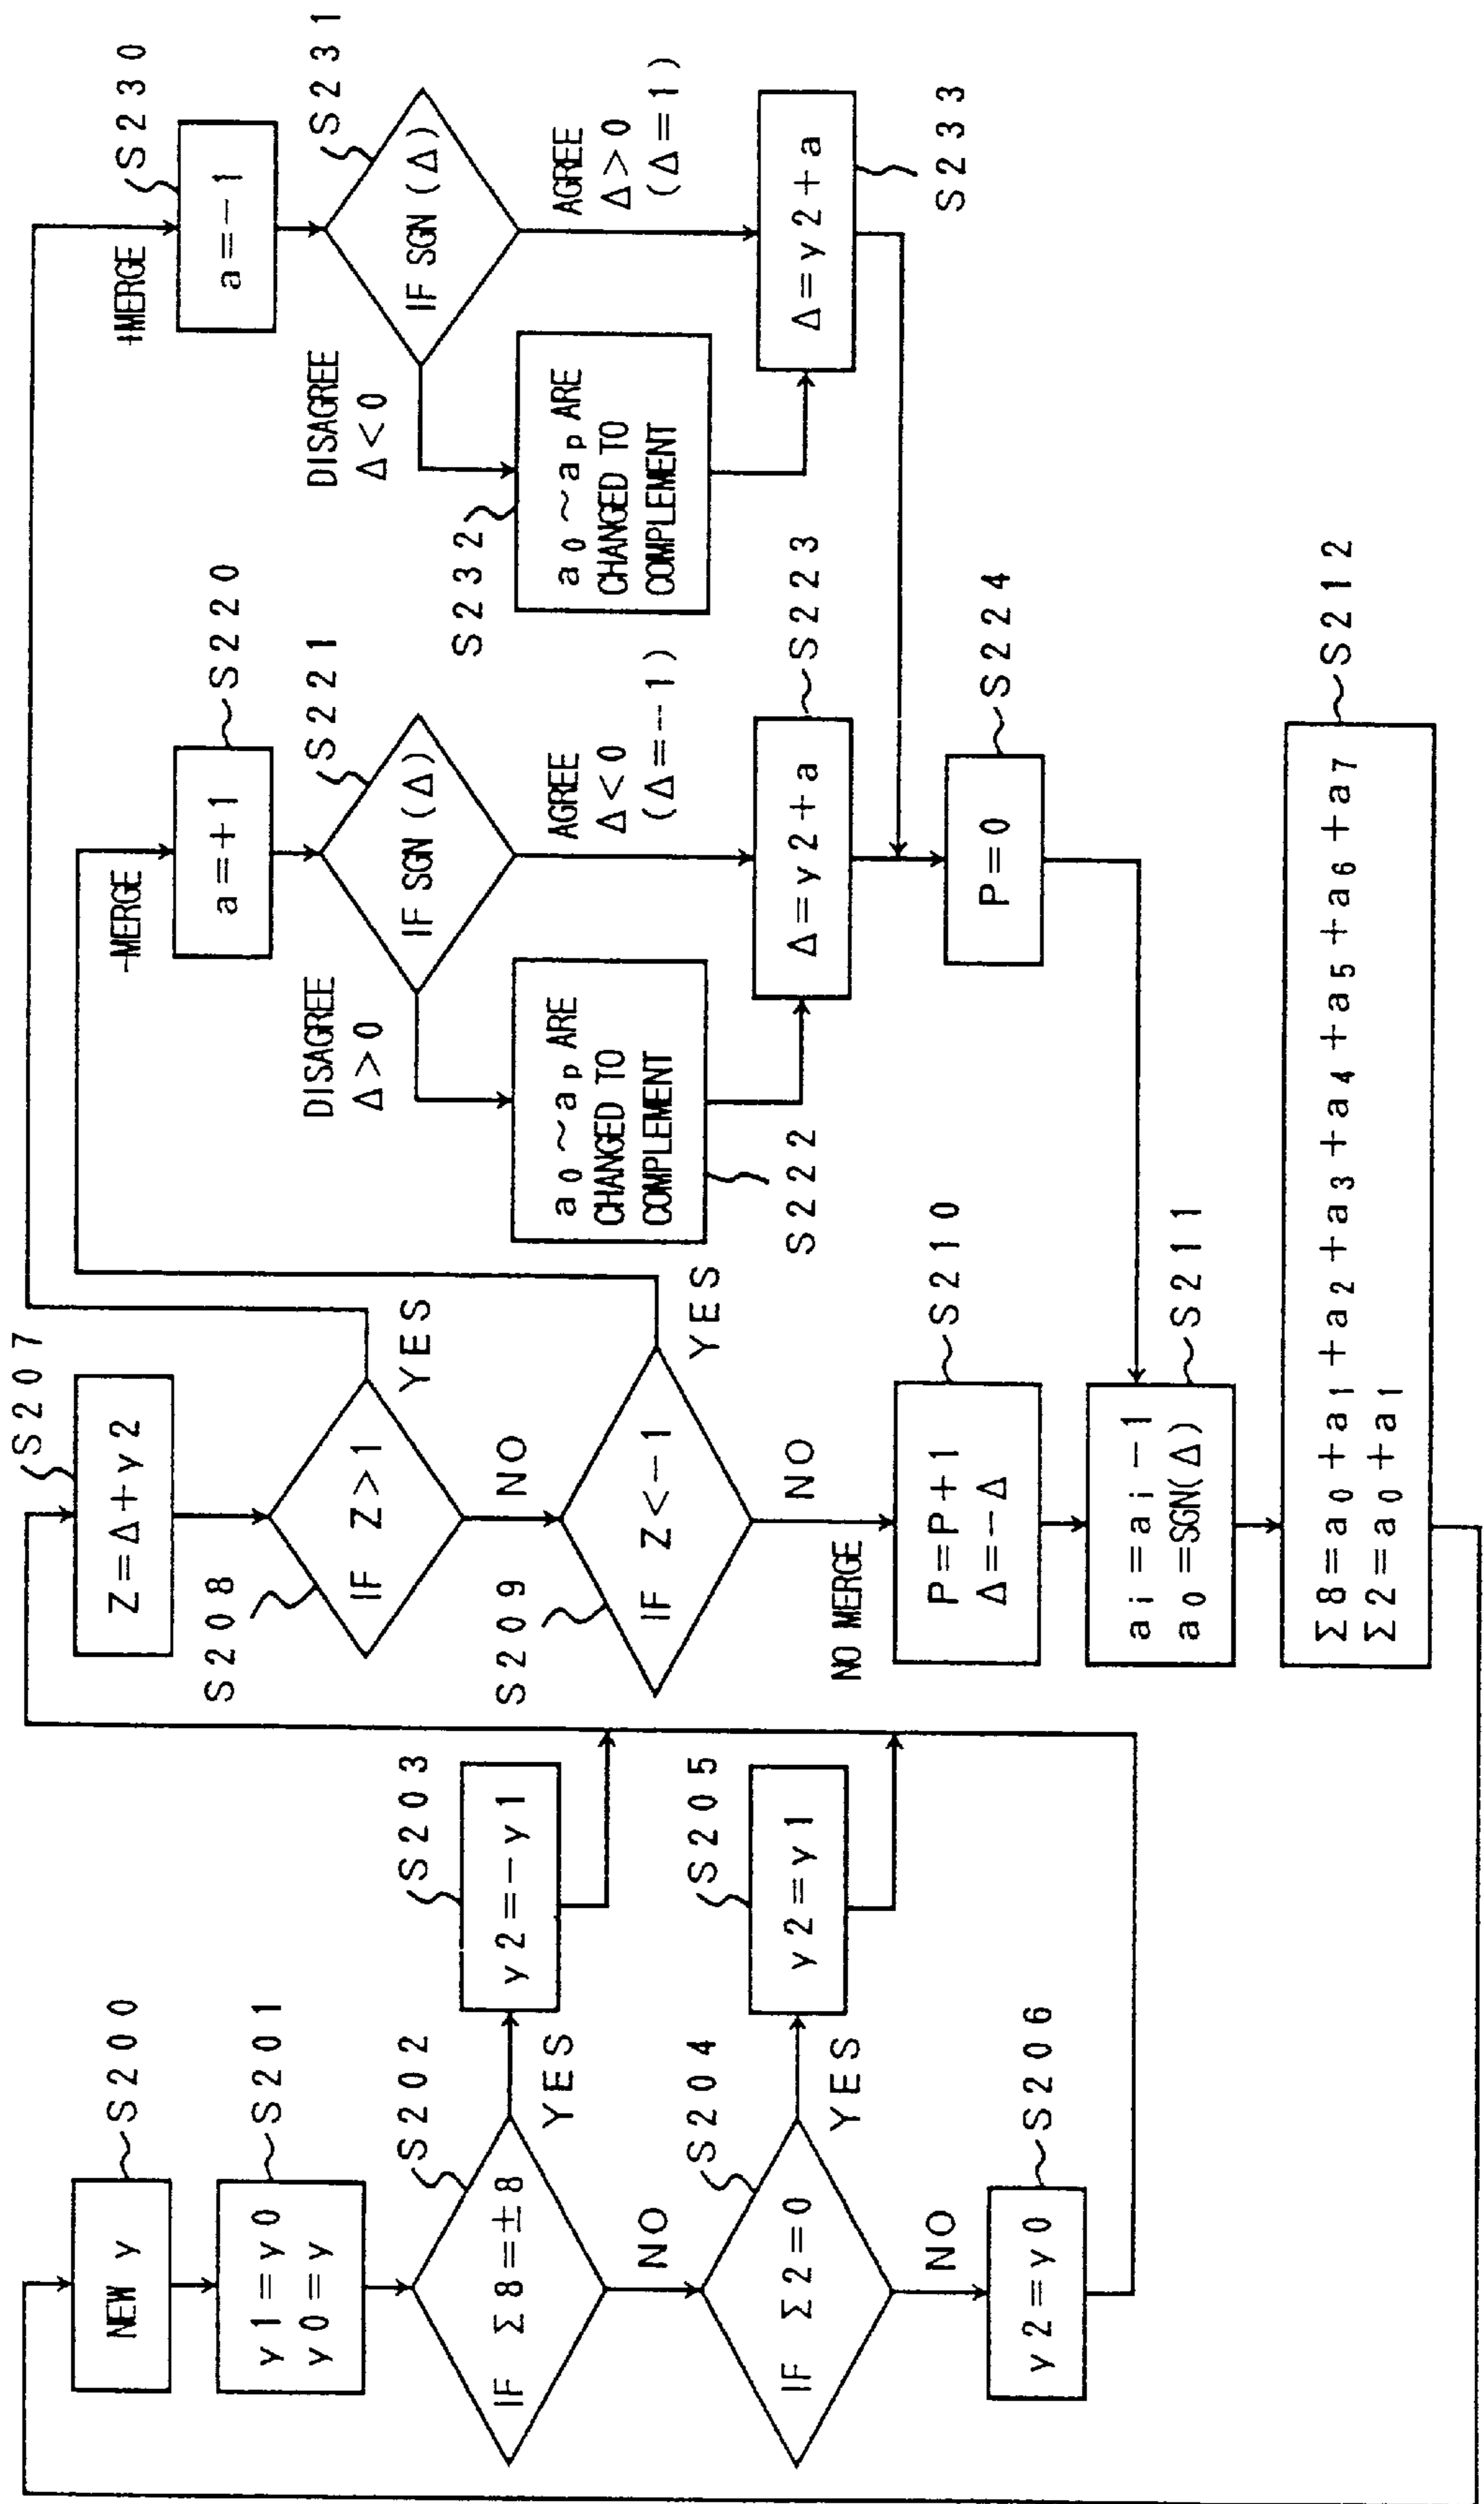 S200
NEW y
S201
y1=y0
y0=y
S202
IF Σ8=±8
YES
S203
y2=-y1
NO
S204
IF Σ2=0
YES
S205
y2=y1
NO
S206
y2=y0
S207
Z=Δ+y2
S208
IF Z>1
YES
NO
S209
IF Z<-1
YES
NO
NO MERGE
S210
P=P+1
Δ=-Δ
S211
ai=ai-1
a0=SGN(Δ)
S212
Σ8=a0+a1+a2+a3+a4+a5+a6+a7
Σ2=a0+a1
-MERGE
S220
a=+1
S221
IF SGN(Δ)
DISAGREE
Δ>0
AGREE
Δ<0
(Δ=-1)
S222
a0~ap ARE
CHANGED TO
COMPLEMENT
S223
Δ=y2+a
S224
P=0
+MERGE
S230
a=-1
S231
IF SGN(Δ)
DISAGREE
Δ<0
AGREE
Δ>0
(Δ=1)
S232
a0~ap ARE
CHANGED TO
COMPLEMENT
S233
Δ=y2+a